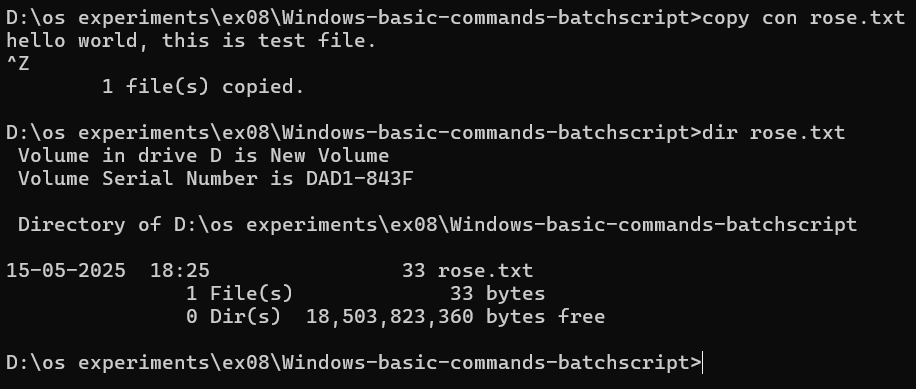 D:\os experiments\ex08\Windows-basic-commands-batchscript>copy con rose.txt
hello world, this is test file.
^Z
        1 file(s) copied.

D:\os experiments\ex08\Windows-basic-commands-batchscript>dir rose.txt
 Volume in drive D is New Volume
 Volume Serial Number is DAD1-843F

 Directory of D:\os experiments\ex08\Windows-basic-commands-batchscript

15-05-2025  18:25                33 rose.txt
               1 File(s)             33 bytes
               0 Dir(s)  18,503,823,360 bytes free

D:\os experiments\ex08\Windows-basic-commands-batchscript>